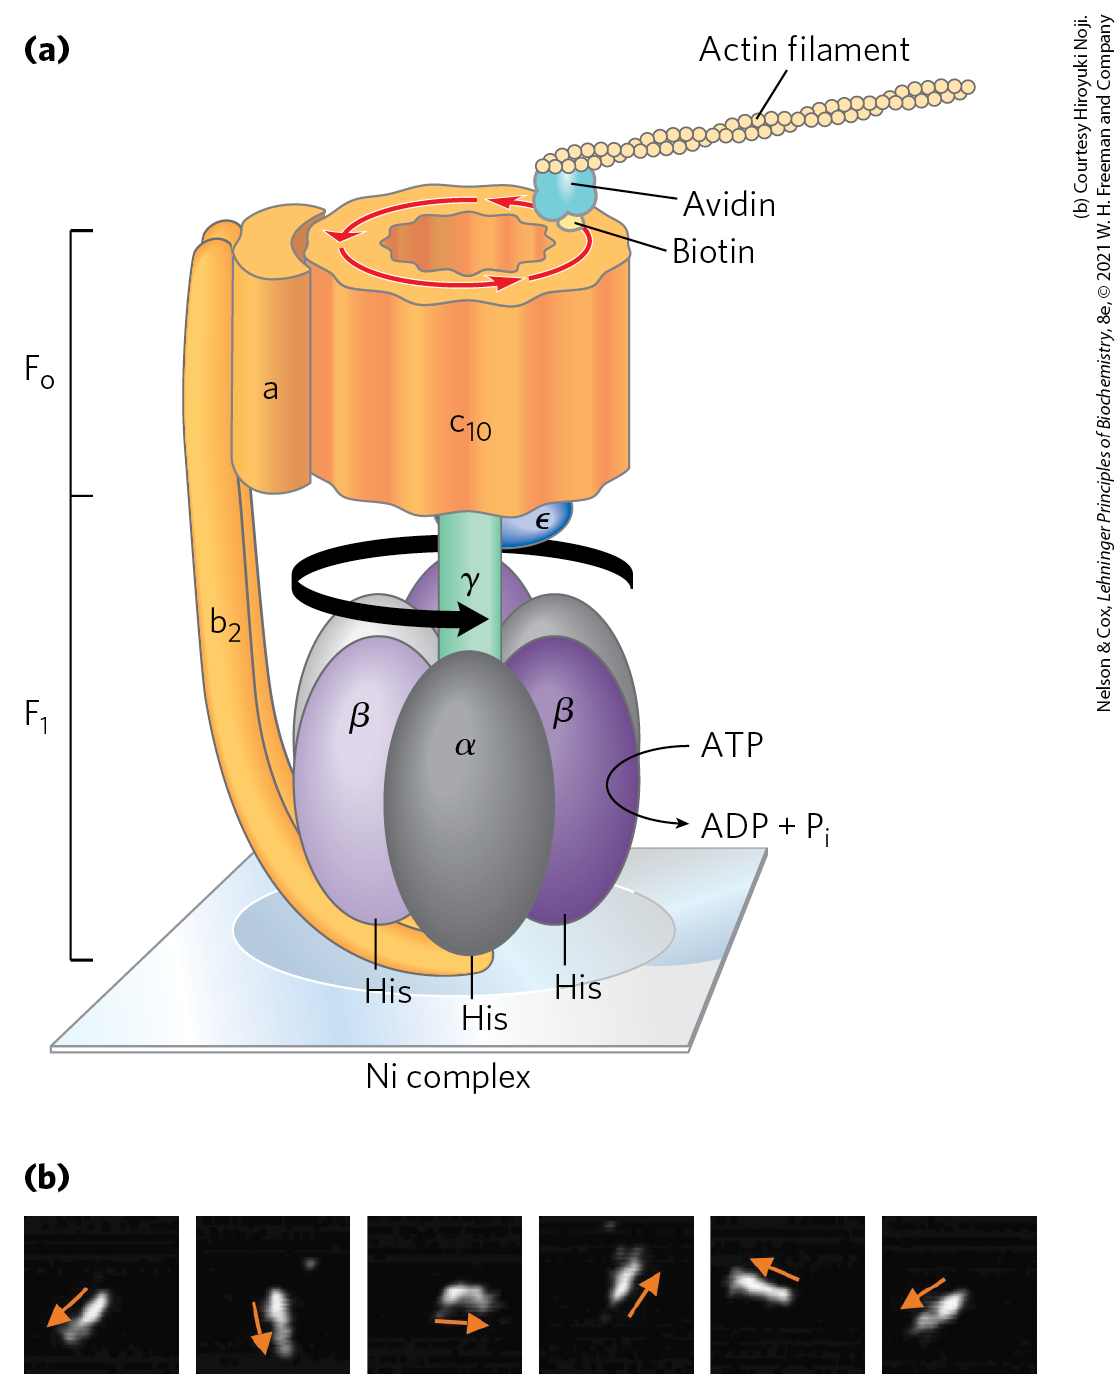 (a)
Actin filament
Avidin
Biotin
Fo
a
c10
ϵ
γ
b2
F1
β
α
β
ATP
ADP + Pi
His
His
His
Ni complex
(b)
(b) Courtesy Hiroyuki Noji.
Nelson & Cox, Lehninger Principles of Biochemistry, 8e, © 2021 W. H. Freeman and Company